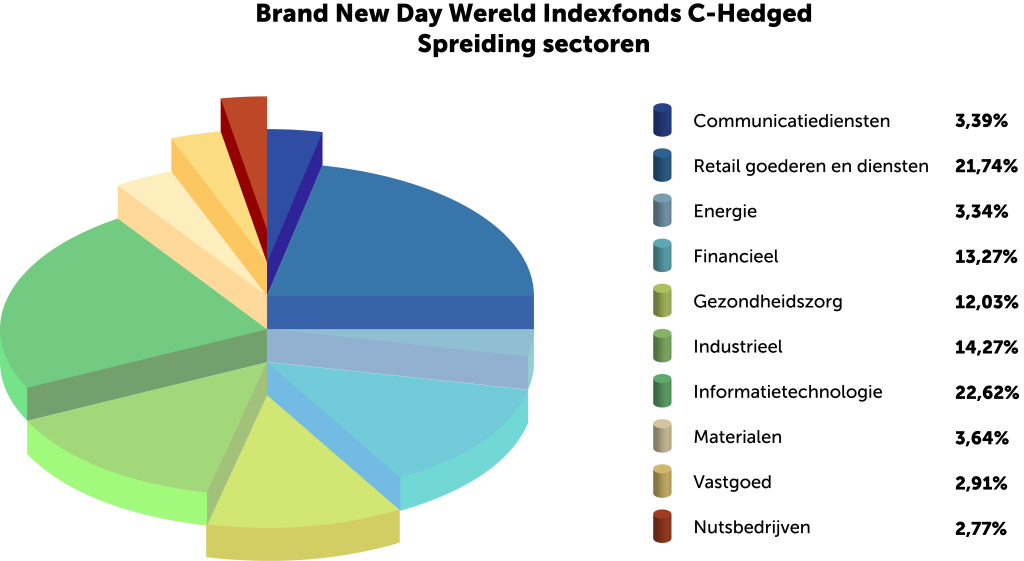 Brand New Day Wereld Indexfonds C-Hedged
Spreiding sectoren
Communicatiediensten 3,39%
Retail goederen en diensten 21,74%
Energie 3,34%
Financieel 13,27%
Gezondheidszorg 12,03%
Industrieel 14,27%
Informatietechnologie 22,62%
Materialen 3,64%
Vastgoed 2,91%
Nutsbedrijven 2,77%